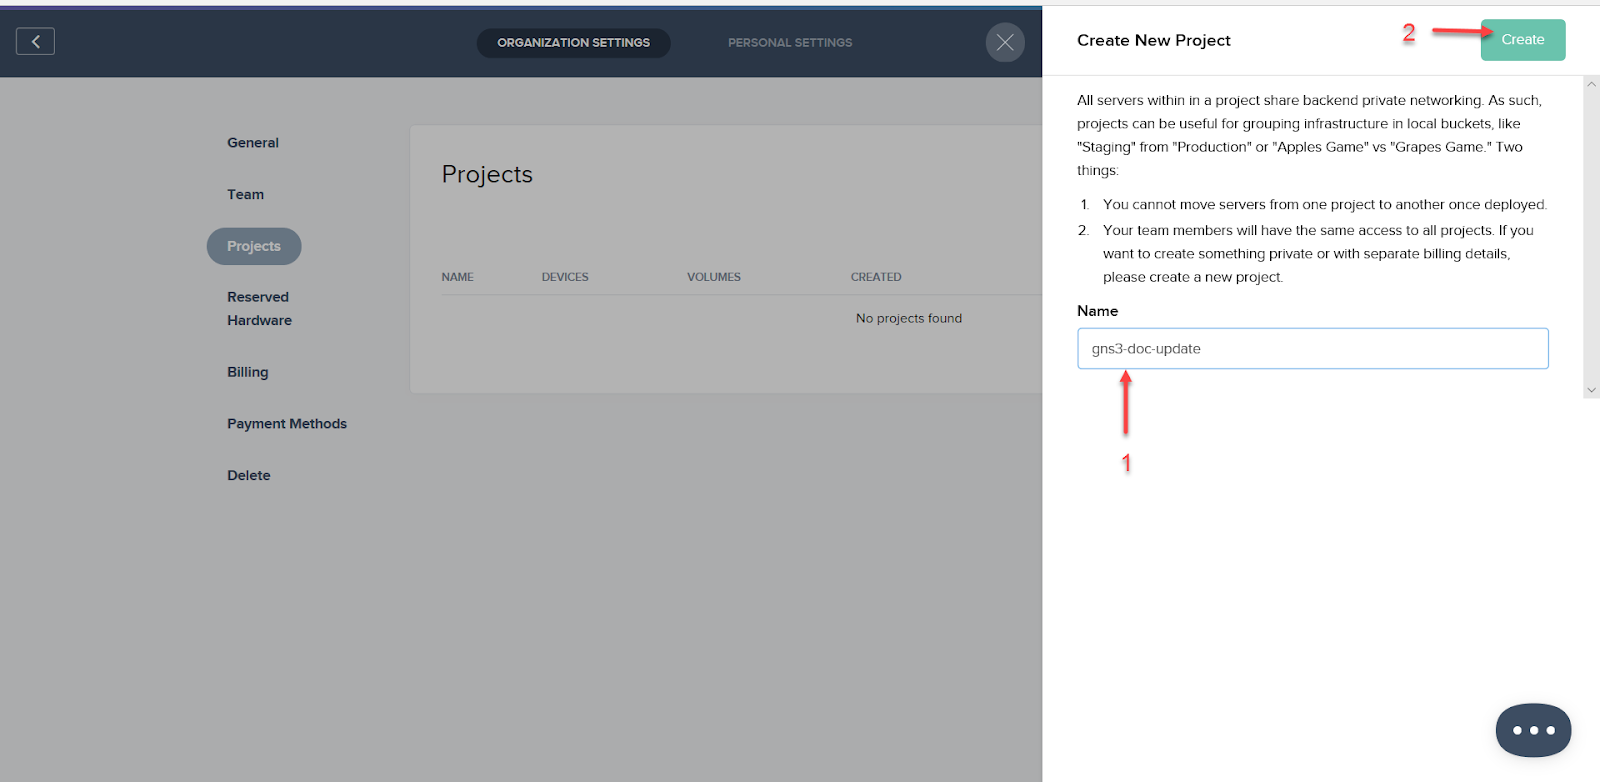 ORGANIZATION SETTINGS
PERSONAL SETTINGS
General
Team
Projects
Reserved
Hardware
Billing
Payment Methods
Delete
Projects
NAME DEVICES VOLUMES CREATED
No projects found
Create New Project
2
Create
All servers within in a project share backend private networking. As such,
projects can be useful for grouping infrastructure in local buckets, like
"Staging" from "Production" or "Apples Game" vs "Grapes Game." Two
things:
1. You cannot move servers from one project to another once deployed.
2. Your team members will have the same access to all projects. If you
want to create something private or with separate billing details,
please create a new project.
Name
gns3-doc-update
1